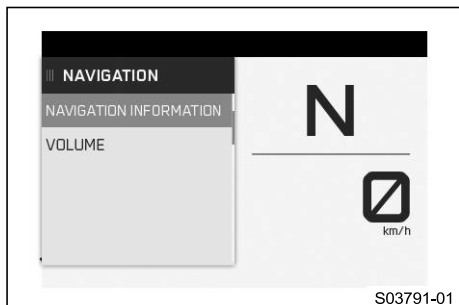 NAVIGATION
NAVIGATION INFORMATION
VOLUME
N
0
km/h
S03791-01